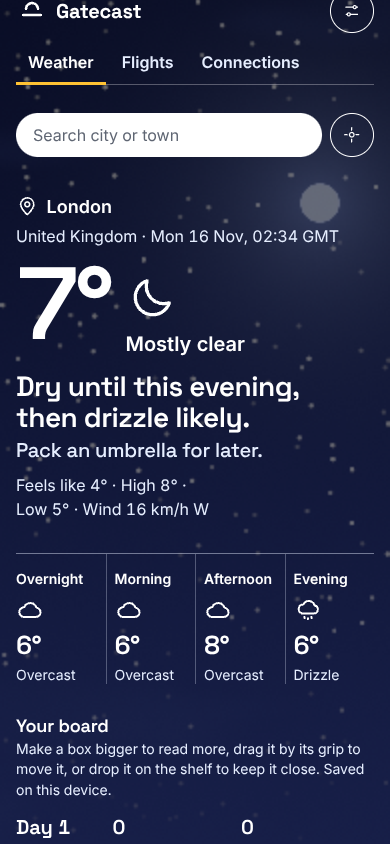 Gatecast
Weather Flights Connections
Search city or town
London
United Kingdom · Mon 16 Nov, 02:34 GMT
7°
Mostly clear
Dry until this evening,
then drizzle likely.
Pack an umbrella for later.
Feels like 4° · High 8° ·
Low 5° · Wind 16 km/h W
Overnight Morning Afternoon Evening
6° 6° 8° 6°
Overcast Overcast Overcast Drizzle
Your board
Make a box bigger to read more, drag it by its grip to
move it, or drop it on the shelf to keep it close. Saved
on this device.
Day 1 0 0